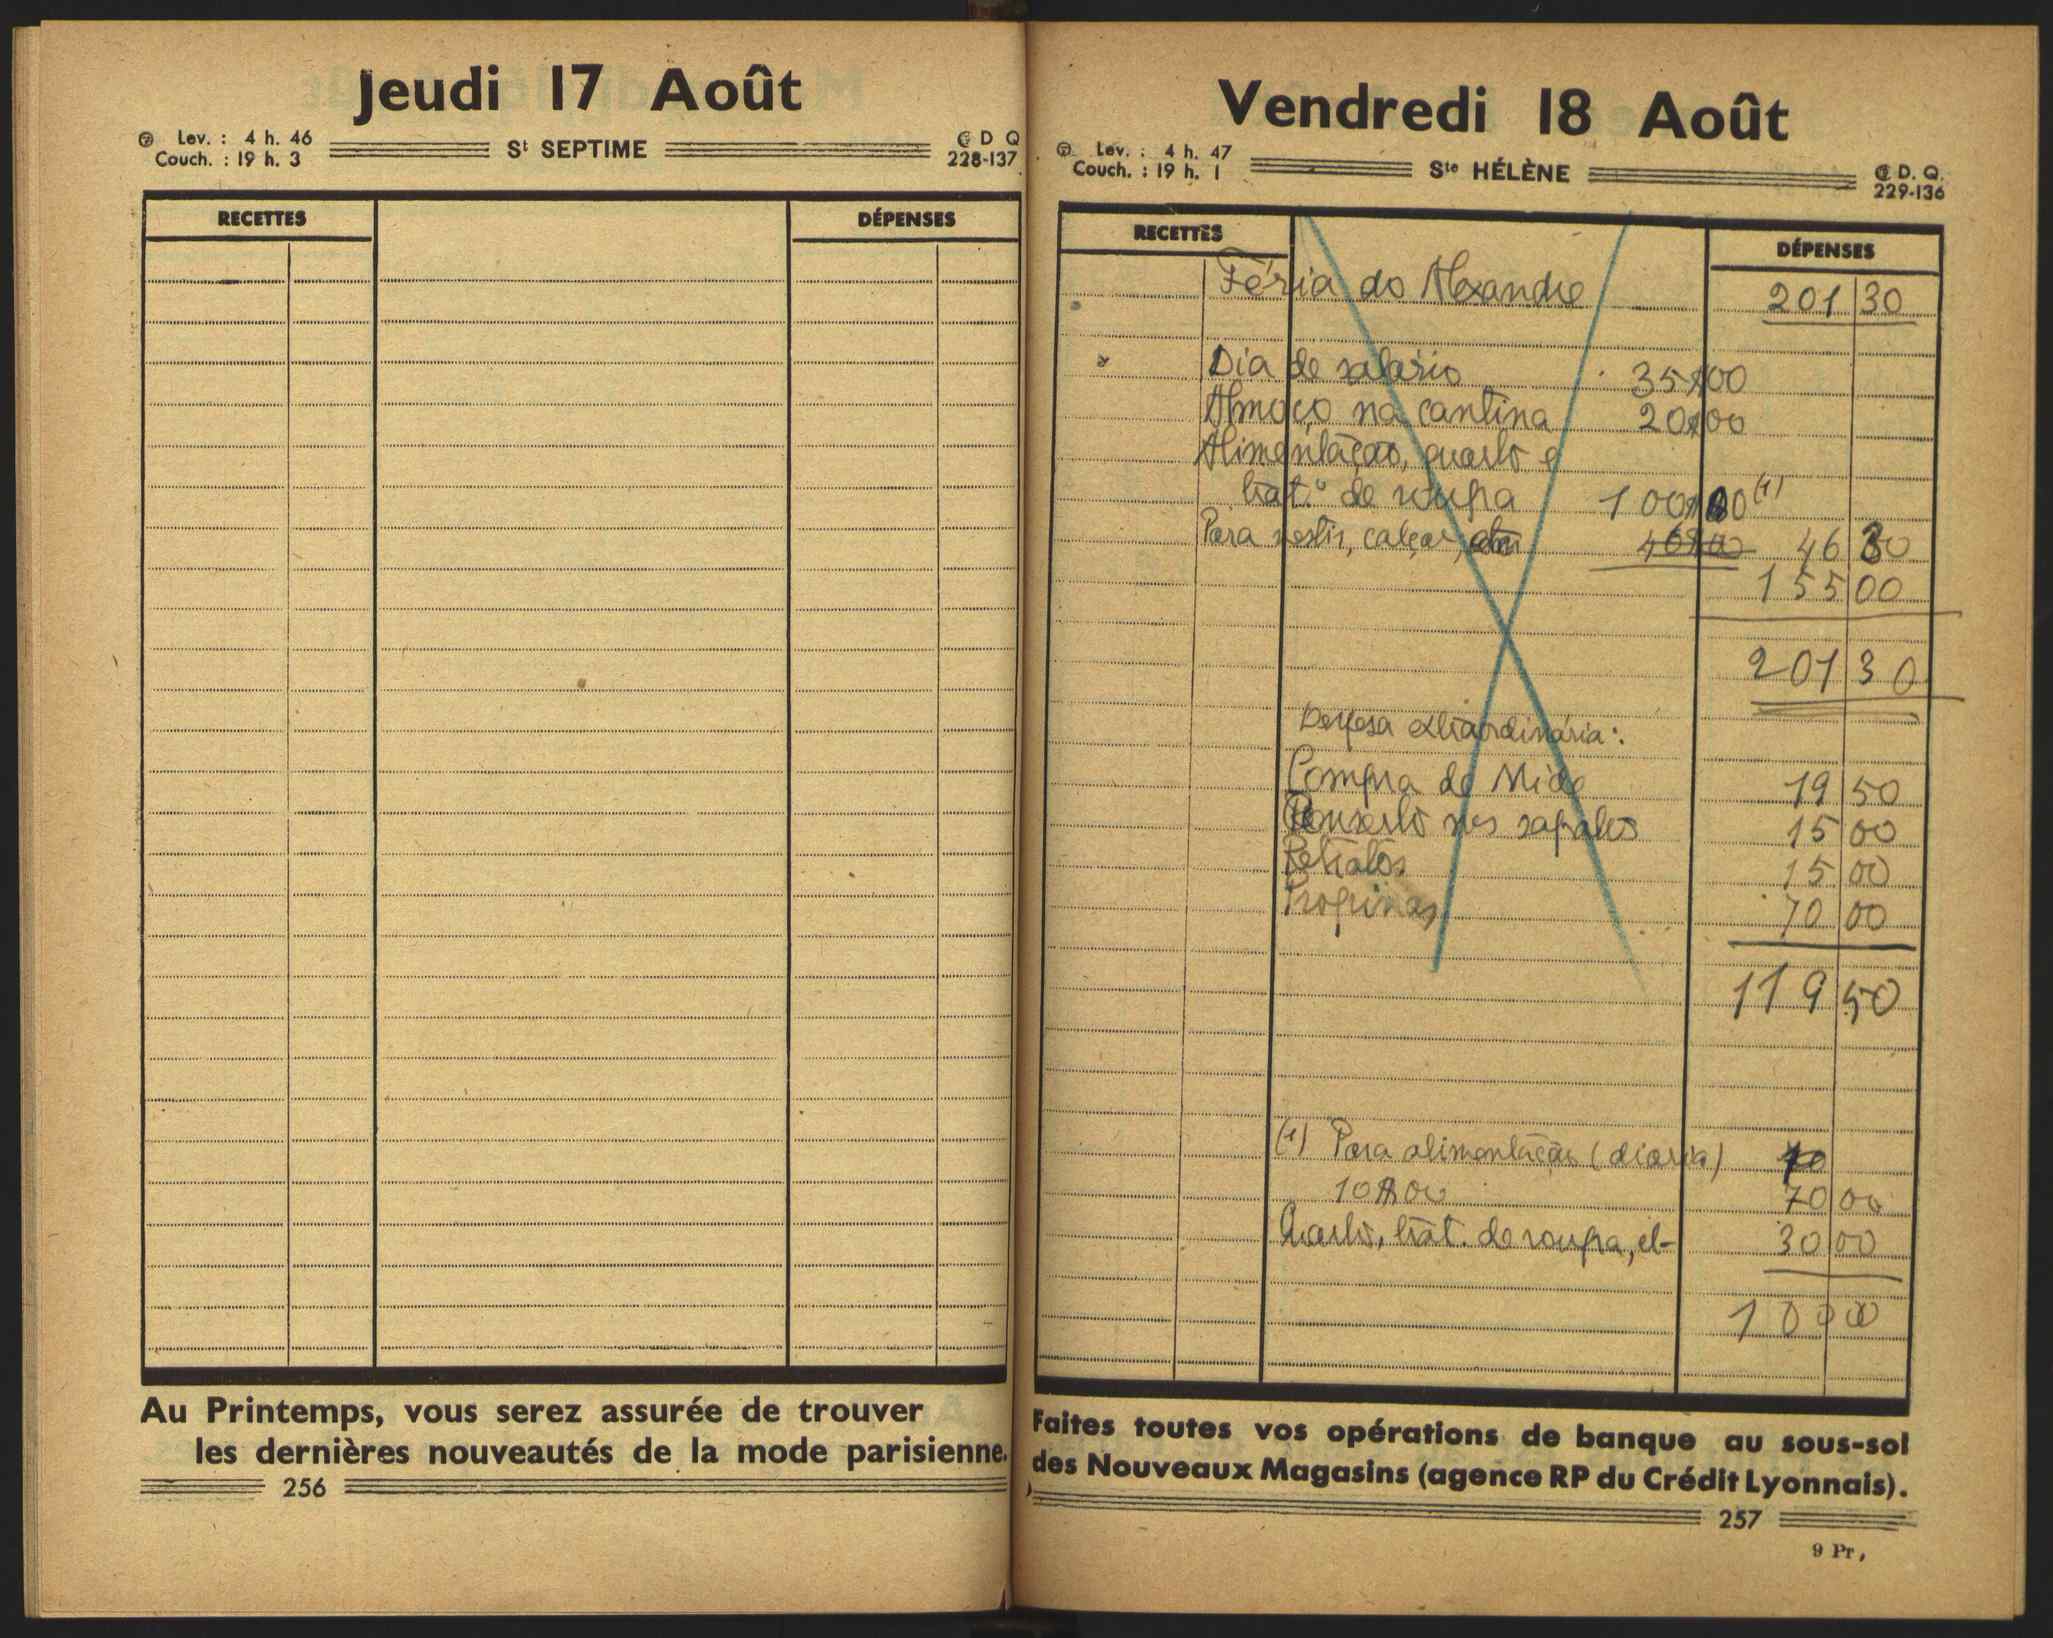 Jeudi 17 Août
Lev. : 4 h. 46
Couch. : 19 h. 3
St SEPTIME
D Q
228-137
RECETTES
DÉPENSES
Au Printemps, vous serez assurée de trouver
les dernières nouveautés de la mode parisienne.
256
Vendredi 18 Août
Lev. : 4 h. 47
Couch. : 19 h. 1
Ste HÉLÈNE
D. Q.
229-136
RECETTES
DÉPENSES
Féria do Alexandre 201 30
Dia de salário 35$00
Almoço na cantina 20$00
Alimentação, quarto e
trat.º de roupa 100$00 (1)
Para vestir, calçar, 46 30
155 00
201 30
Despesa extraordinária:
Compra de 19 50
Conserto nos sapatos 15 00
Retratos 15 00
Propinas 70 00
119 50
(1) Para alimentação (diaria)
10$00 70 00
Quarto, trat. de roupa, et- 30 00
100 00
Faites toutes vos opérations de banque au sous-sol
des Nouveaux Magasins (agence RP du Crédit Lyonnais).
257
9 Pr,